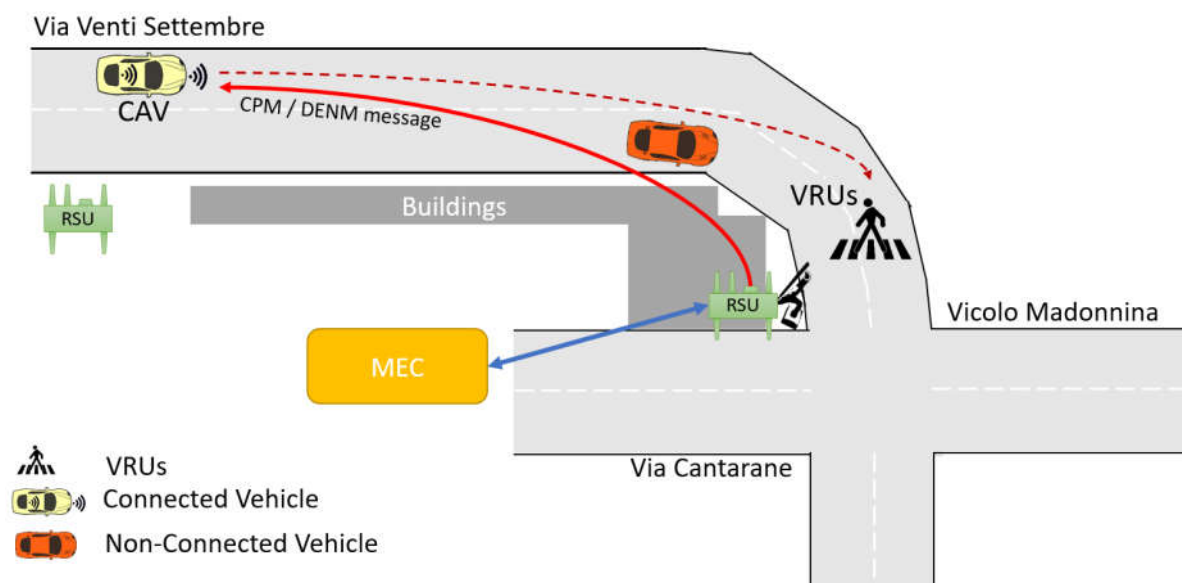 Via Venti Settembre
CAV
CPM / DENM message
VRUs
RSU
Buildings
RSU
Vicolo Madonnina
MEC
Via Cantarane
VRUs
Connected Vehicle
Non-Connected Vehicle